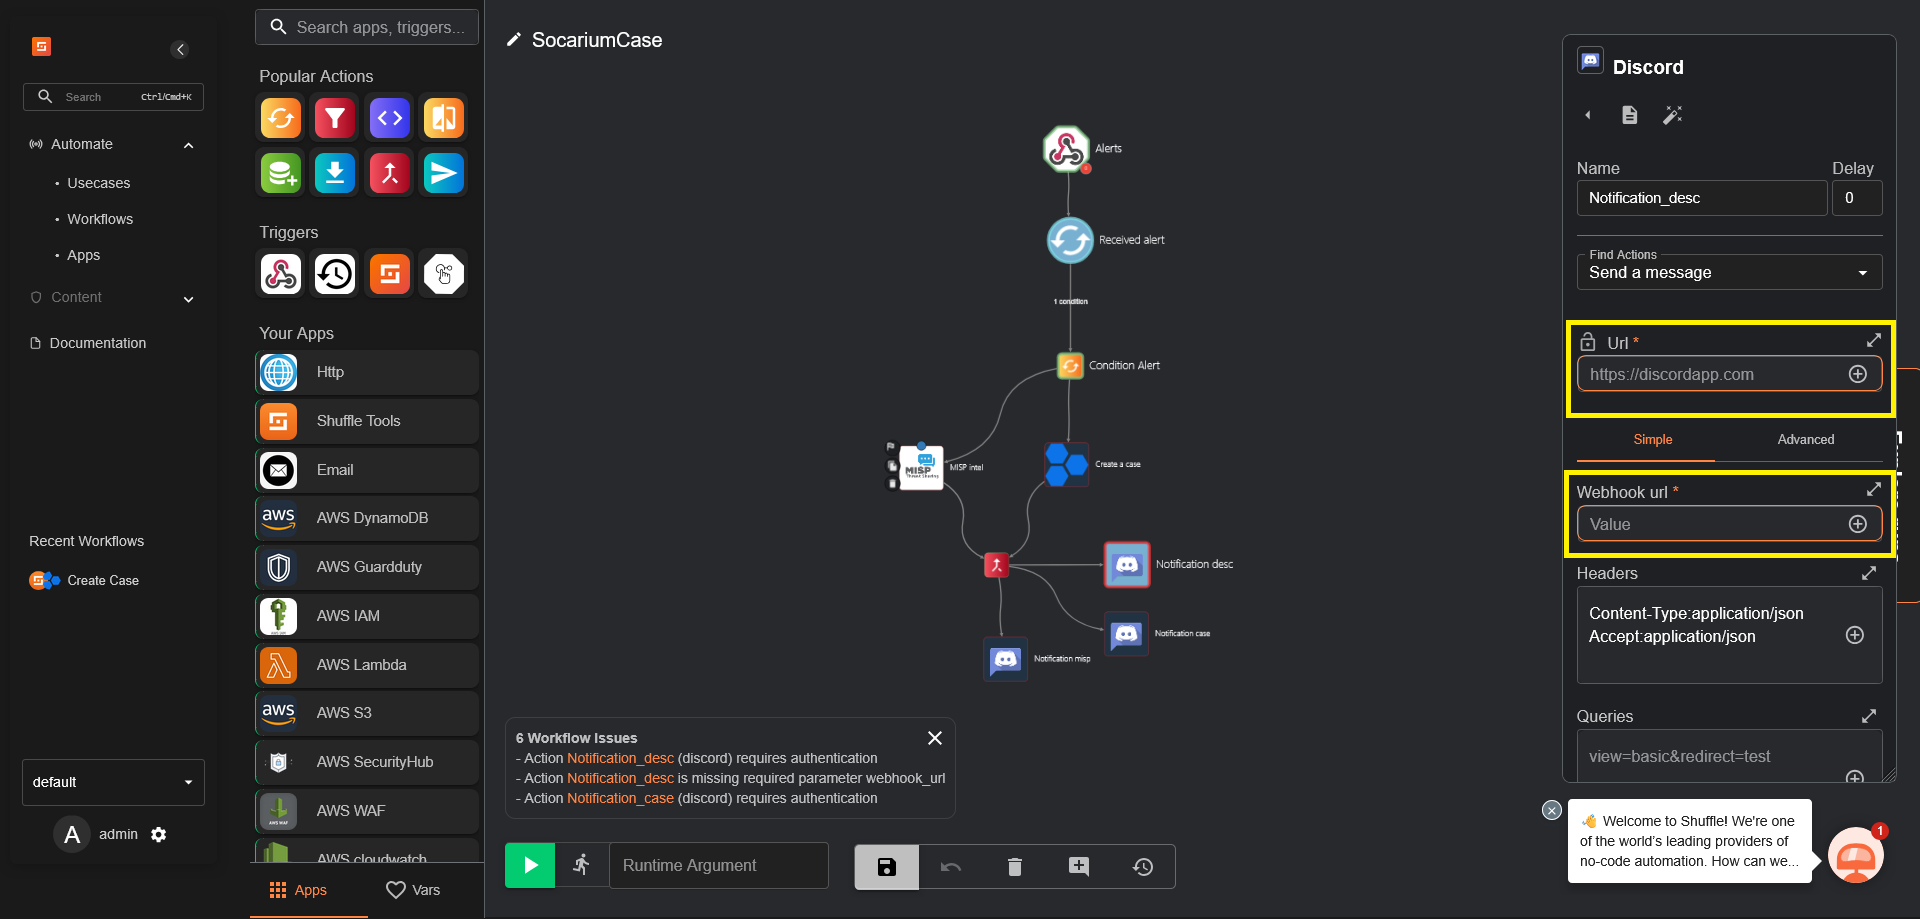 Search
Ctrl/Cmd+K
Automate
Usecases
Workflows
Apps
Content
Documentation
Recent Workflows
Create Case
default
A
admin
Search apps, triggers...
Popular Actions
Triggers
Your Apps
Http
Shuffle Tools
Email
aws
AWS DynamoDB
AWS Guardduty
AWS IAM
AWS Lambda
aws
AWS S3
AWS SecurityHub
AWS WAF
AWS WAF
AWS cloudwatch
Apps
Vars
SocariumCase
Alerts
Received alert
1 condition
Condition Alert
MISP
Threat Sharing
MISP intel
Create a case
Notification desc
Notification case
Notification misp
6 Workflow Issues
- Action Notification_desc (discord) requires authentication
- Action Notification_desc is missing required parameter webhook_url
- Action Notification_case (discord) requires authentication
Runtime Argument
Discord
Name
Delay
Notification_desc
0
Find Actions
Send a message
Url *
https://discordapp.com
Simple
Advanced
Webhook url *
Value
Headers
Content-Type:application/json
Accept:application/json
Queries
view=basic&redirect=test
👋 Welcome to Shuffle! We're one
of the world's leading providers of
no-code automation. How can we...
1